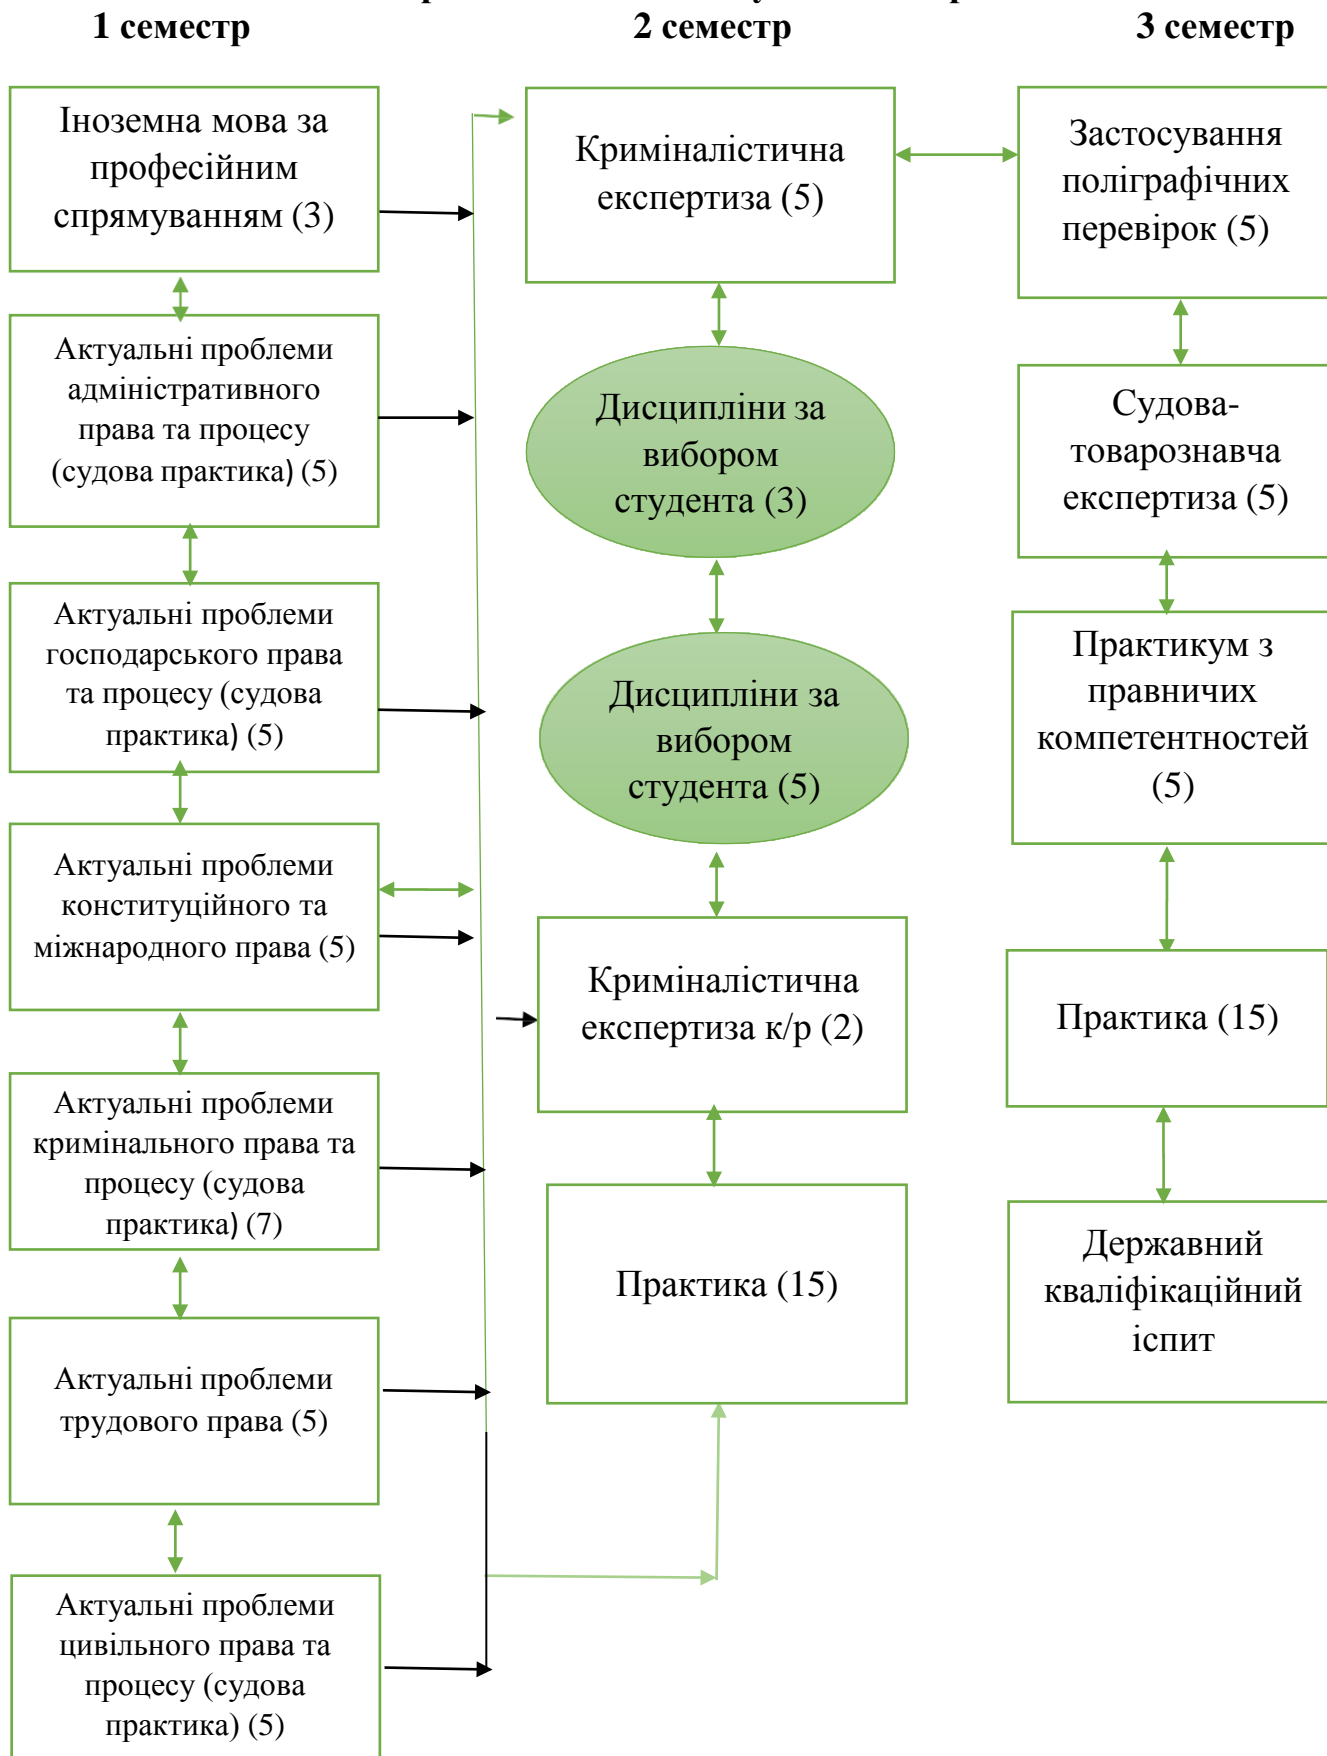 1 семестр
2 семестр
3 семестр
Іноземна мова за
професійним
спрямуванням (3)
Актуальні проблеми
адміністративного
права та процесу
(судова практика) (5)
Актуальні проблеми
господарського права
та процесу (судова
практика) (5)
Актуальні проблеми
конституційного та
міжнародного права (5)
Актуальні проблеми
кримінального права та
процесу (судова
практика) (7)
Актуальні проблеми
трудового права (5)
Актуальні проблеми
цивільного права та
процесу (судова
практика) (5)
Криміналістична
експертиза (5)
Дисципліни за
вибором
студента (3)
Дисципліни за
вибором
студента (5)
Криміналістична
експертиза к/р (2)
Практика (15)
Застосування
поліграфічних
перевірок (5)
Судова-
товарознавча
експертиза (5)
Практикум з
правничих
компетентностей
(5)
Практика (15)
Державний
кваліфікаційний
іспит